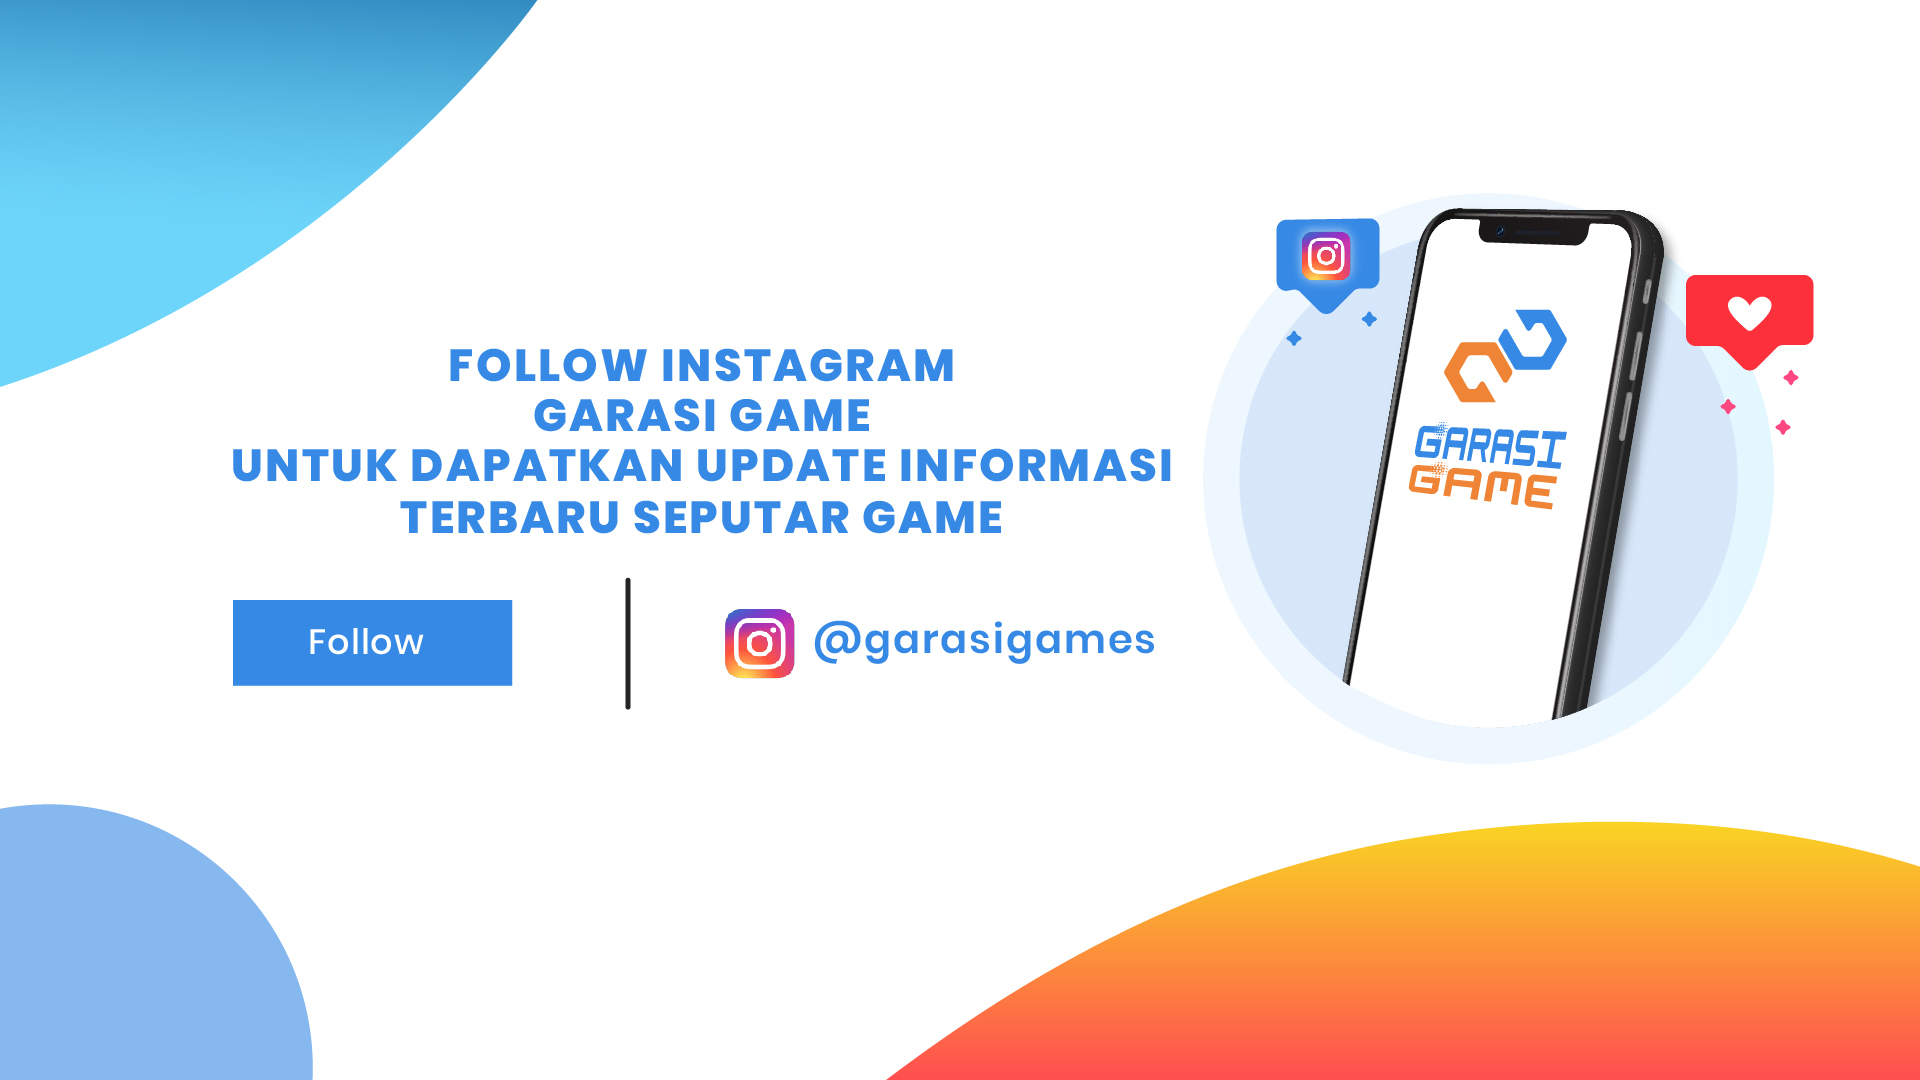 FOLLOW INSTAGRAM
GARASI GAME
UNTUK DAPATKAN UPDATE INFORMASI
TERBARU SEPUTAR GAME
Follow
@garasigames
GARASI
GAME